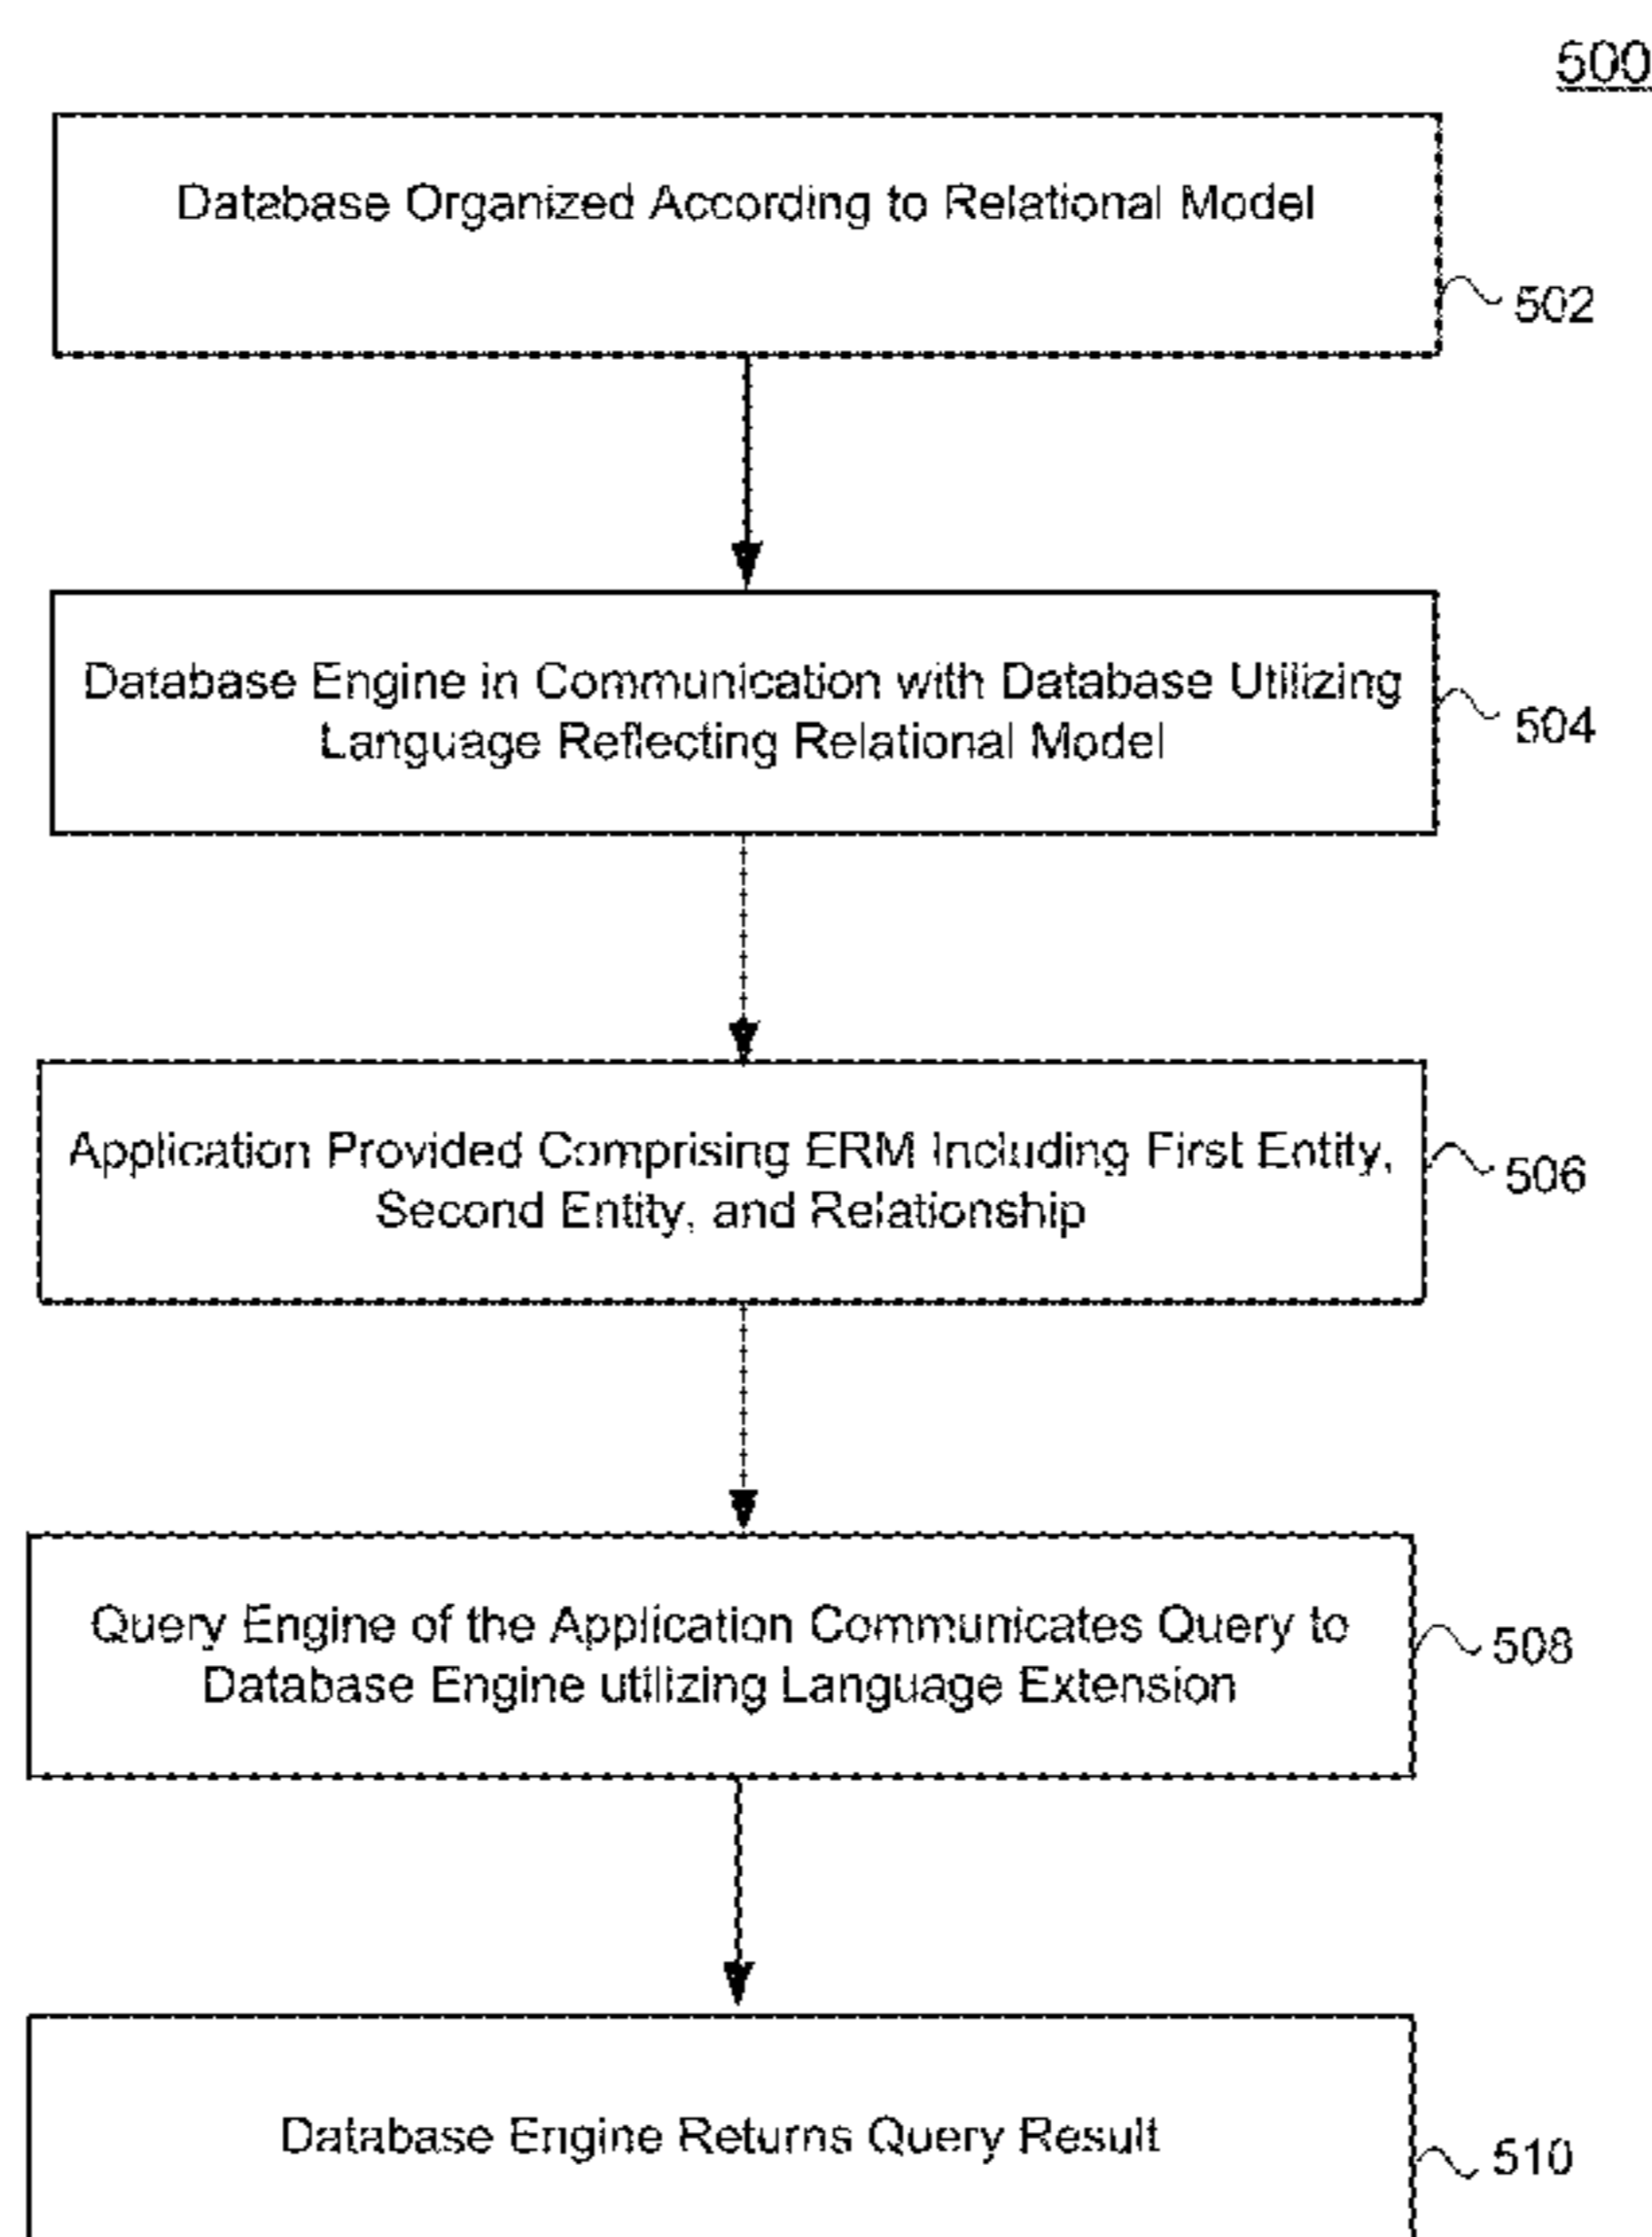 500
Database Organized According to Relational Model
502
Database Engine in Communication with Database Utilizing
Language Reflecting Relational Model
504
Application Provided Comprising ERM Including First Entity,
Second Entity, and Relationship
506
Query Engine of the Application Communicates Query to
Database Engine utilizing Language Extension
508
Database Engine Returns Query Result
510